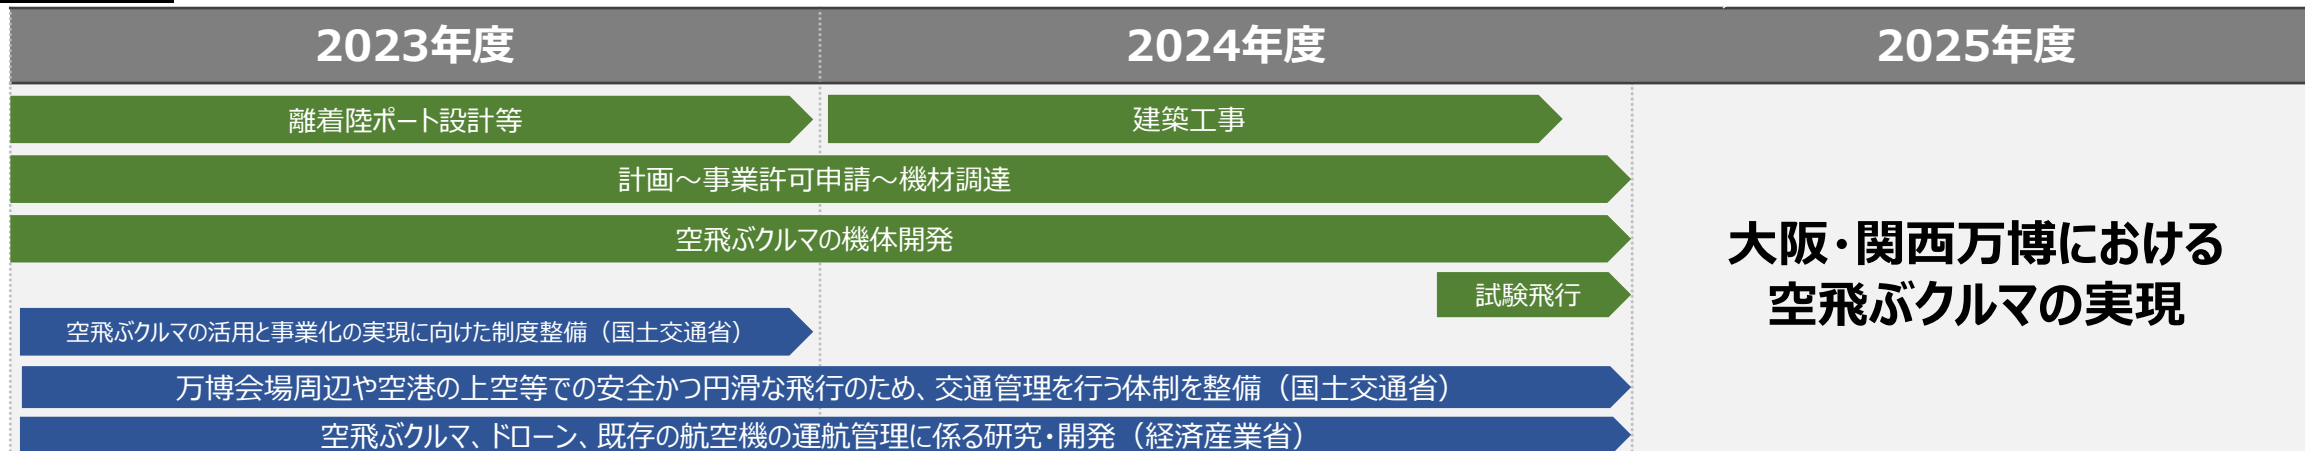 2023年度
2024年度
2025年度
離着陸ポート設計等
建築工事
計画～事業許可申請～機材調達
空飛ぶクルマの機体開発
試験飛行
空飛ぶクルマの活用と事業化の実現に向けた制度整備（国土交通省）
万博会場周辺や空港の上空等での安全かつ円滑な飛行のため、交通管理を行う体制を整備（国土交通省）
空飛ぶクルマ、ドローン、既存の航空機の運航管理に係る研究・開発（経済産業省）
大阪・関西万博における
空飛ぶクルマの実現